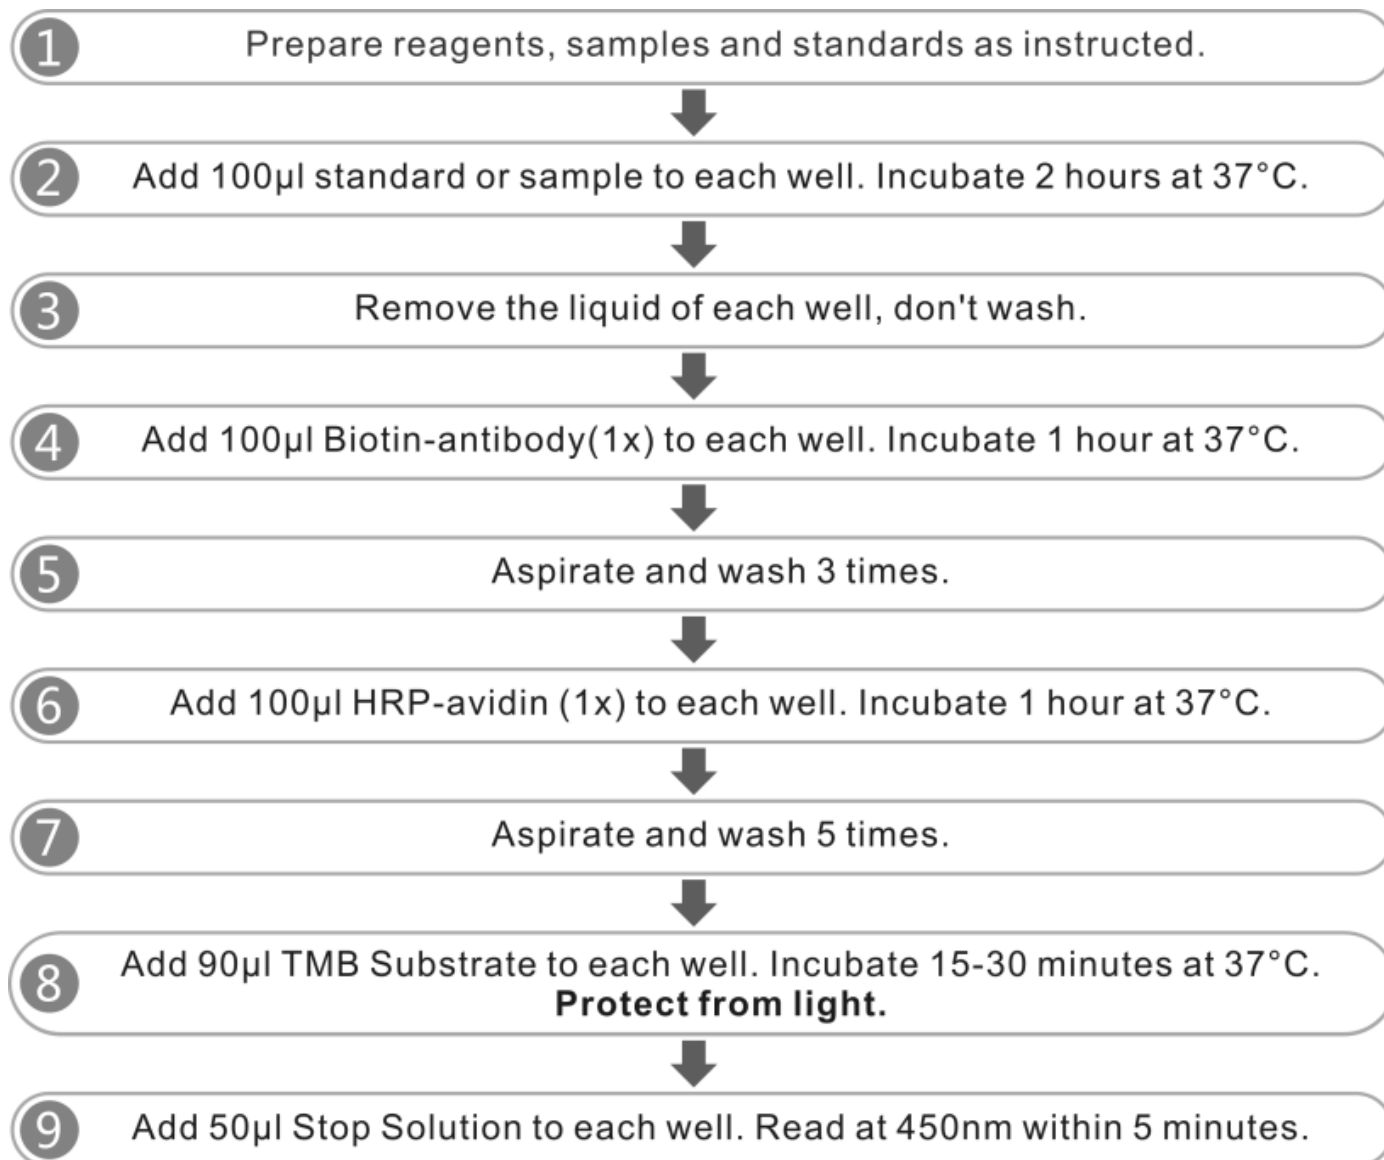 1 Prepare reagents, samples and standards as instructed.
2 Add 100µl standard or sample to each well. Incubate 2 hours at 37°C.
3 Remove the liquid of each well, don't wash.
4 Add 100µl Biotin-antibody(1x) to each well. Incubate 1 hour at 37°C.
5 Aspirate and wash 3 times.
6 Add 100µl HRP-avidin (1x) to each well. Incubate 1 hour at 37°C.
7 Aspirate and wash 5 times.
8 Add 90µl TMB Substrate to each well. Incubate 15-30 minutes at 37°C.
Protect from light.
9 Add 50µl Stop Solution to each well. Read at 450nm within 5 minutes.